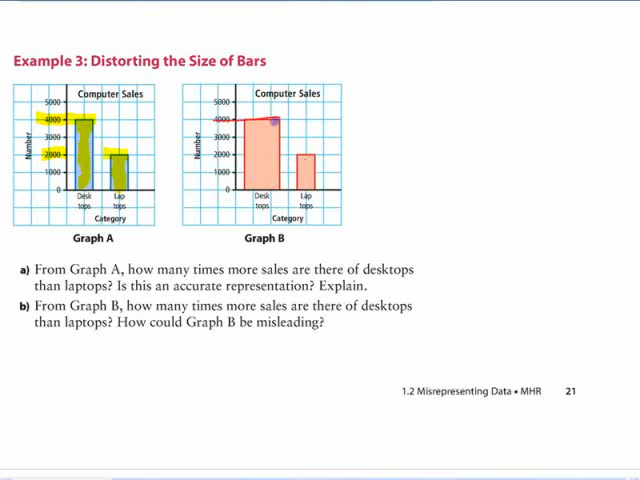 Example 3: Distorting the Size of Bars
Computer Sales
5000
4000
3000
2000
1000
0
Number
Desk
tops
Lap
tops
Category
Graph A
Computer Sales
5000
4000
3000
2000
1000
0
Number
Desk
tops
Lap
tops
Category
Graph B
a) From Graph A, how many times more sales are there of desktops
than laptops? Is this an accurate representation? Explain.
b) From Graph B, how many times more sales are there of desktops
than laptops? How could Graph B be misleading?
1.2 Misrepresenting Data • MHR 21